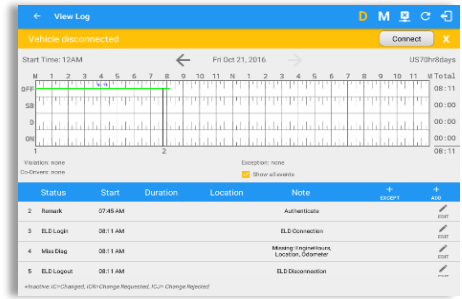 View Log
D M
Vehicle disconnected
Connect X
Start Time: 12AM
Fri Oct 21, 2016
US70hr8days
M 1 2 3 4 5 6 7 8 9 10 11 N 1 2 3 4 5 6 7 8 9 10 11 M Total
OFF 08:11
SB 00:00
D 00:00
ON 00:00
1 2 08:11
Violation: none
Exception: none
Co-Drivers: none
Show all events
Status Start Duration Location Note + EXCEPT + ADD
2 Remark 07:45 AM Authenticate EDIT
3 ELD Login 08:11 AM ELD Connection EDIT
4 Miss Diag 08:11 AM Missing: EngineHours, Location, Odometer EDIT
5 ELD Logout 08:11 AM ELD Disconnection EDIT